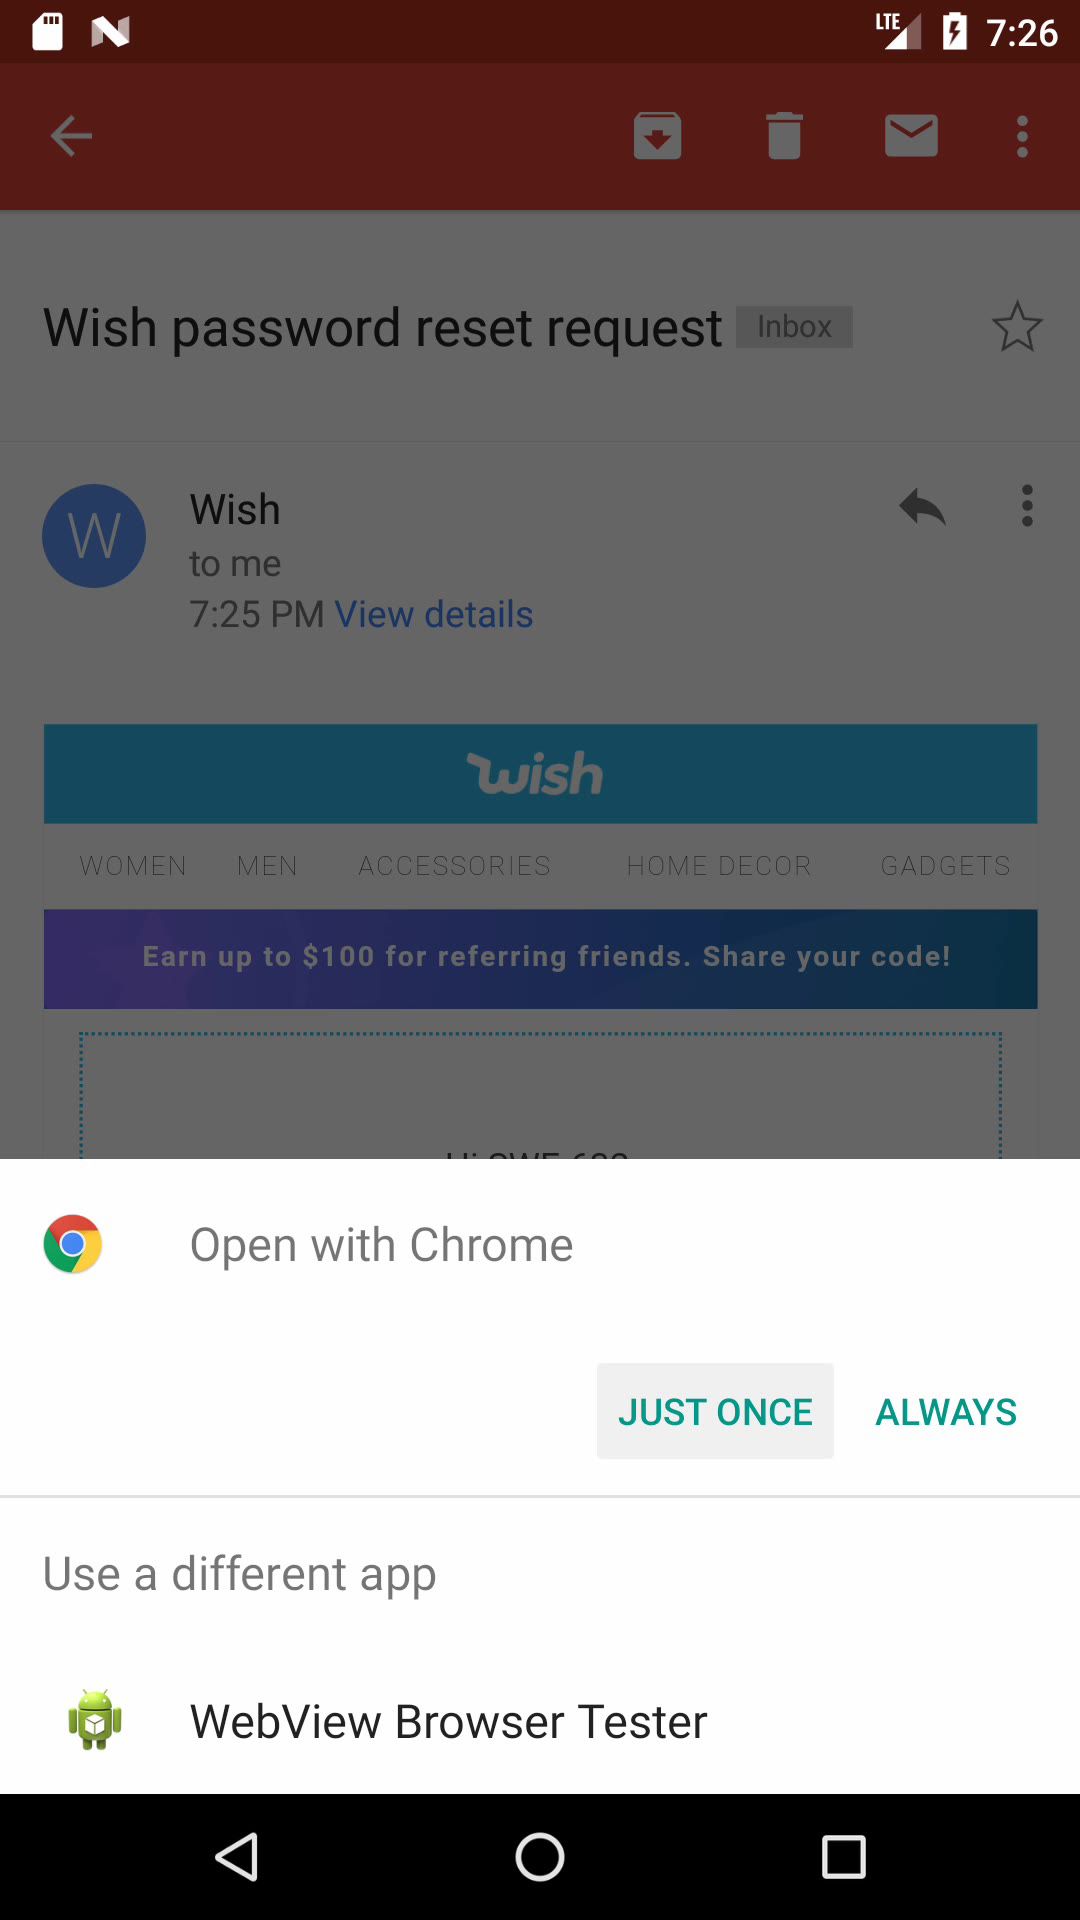 LTE 7:26
Wish password reset request Inbox
W
Wish
to me
7:25 PM View details
wish
WOMEN MEN ACCESSORIES HOME DECOR GADGETS
Earn up to $100 for referring friends. Share your code!
Open with Chrome
JUST ONCE ALWAYS
Use a different app
WebView Browser Tester